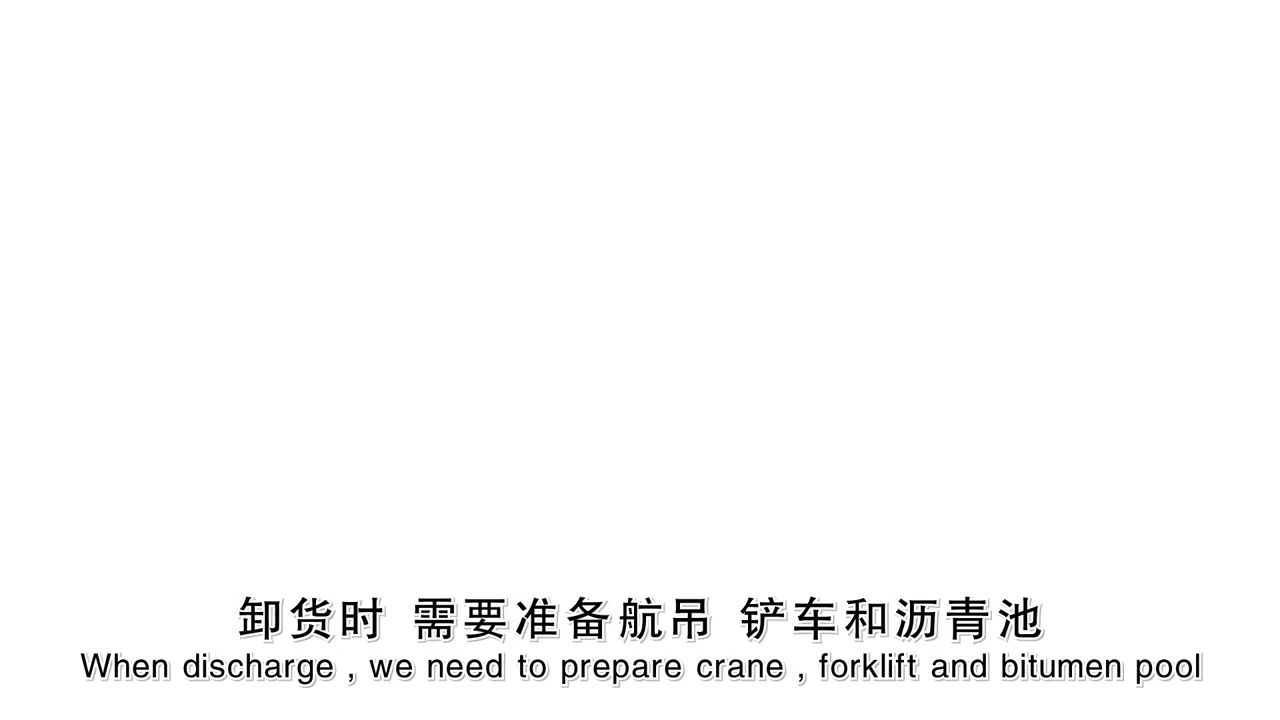 卸货时 需要准备航吊 铲车和沥青池
When discharge , we need to prepare crane , forklift and bitumen pool